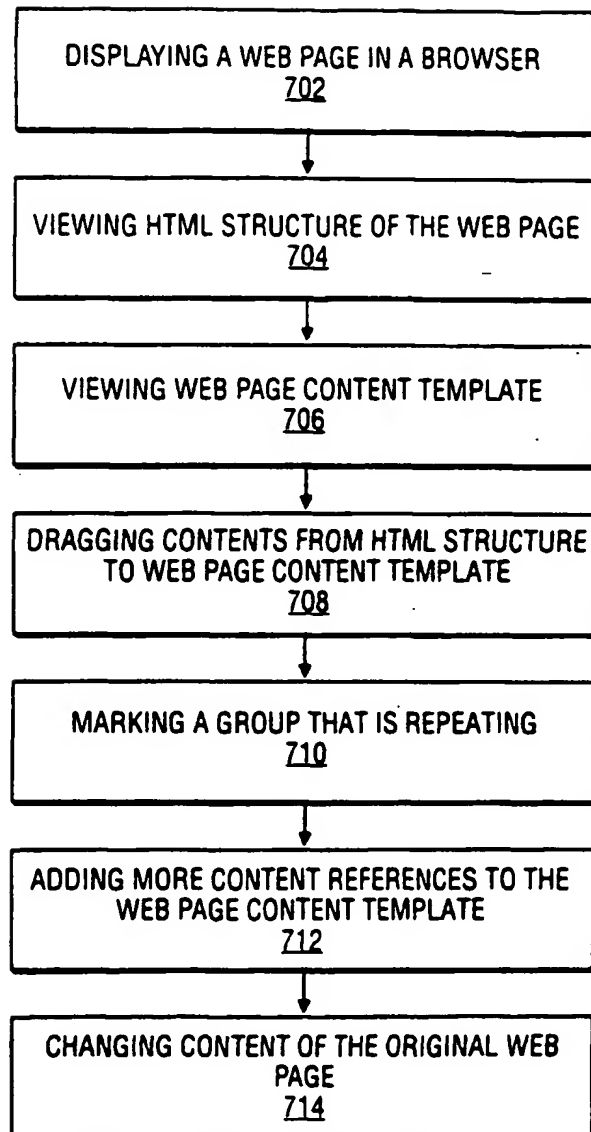 DISPLAYING A WEB PAGE IN A BROWSER
702
VIEWING HTML STRUCTURE OF THE WEB PAGE
704
VIEWING WEB PAGE CONTENT TEMPLATE
706
DRAGGING CONTENTS FROM HTML STRUCTURE
TO WEB PAGE CONTENT TEMPLATE
708
MARKING A GROUP THAT IS REPEATING
710
ADDING MORE CONTENT REFERENCES TO THE
WEB PAGE CONTENT TEMPLATE
712
CHANGING CONTENT OF THE ORIGINAL WEB
PAGE
714